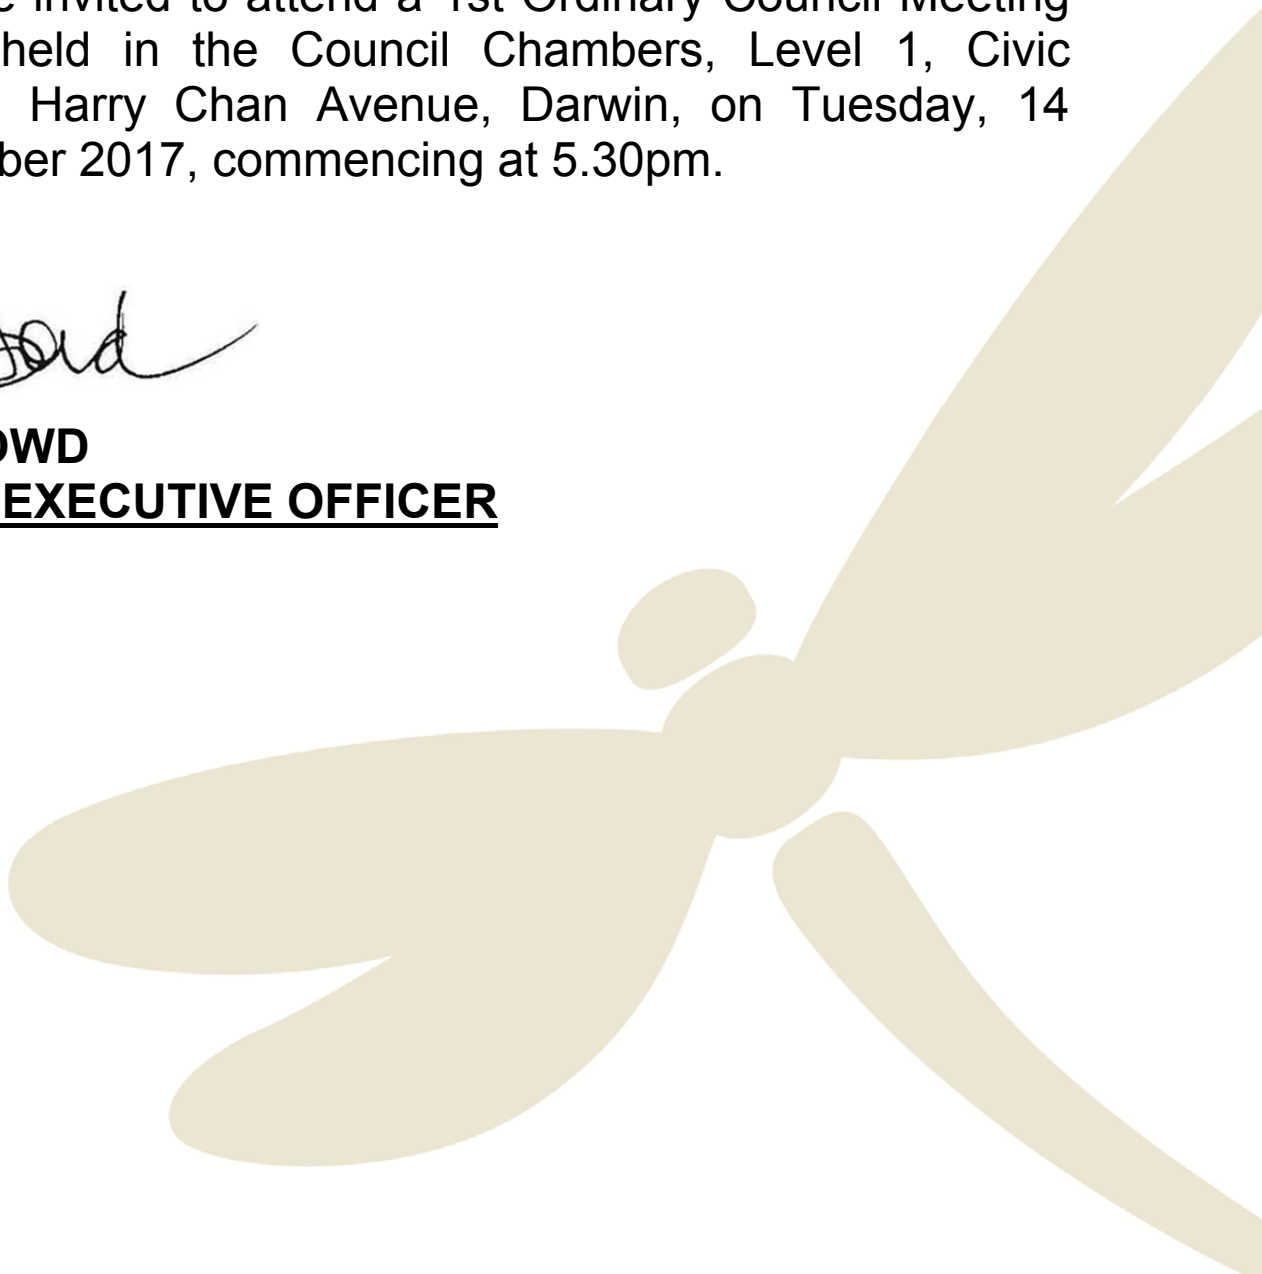 invited to attend a 1st Ordinary Council Meeting
held in the Council Chambers, Level 1, Civic
Harry Chan Avenue, Darwin, on Tuesday, 14
ber 2017, commencing at 5.30pm.
OWD
EXECUTIVE OFFICER